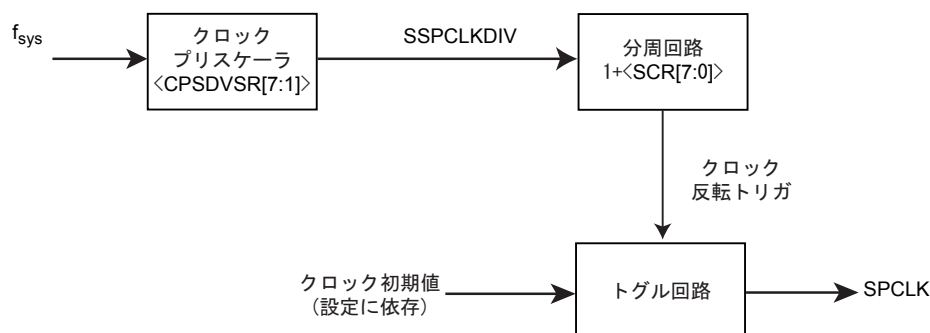 fsys
クロック
プリスケーラ
<CPSDVSR[7:1]>
SSPCLKDIV
分周回路
1+<SCR[7:0]>
クロック
反転トリガ
クロック初期値
(設定に依存)
トグル回路
SPCLK